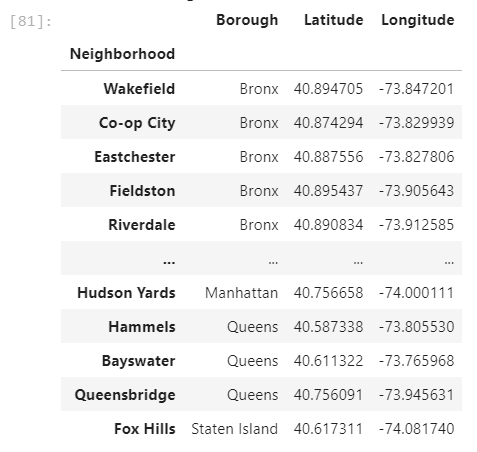 [81]:
Borough Latitude Longitude
Neighborhood
Wakefield Bronx 40.894705 -73.847201
Co-op City Bronx 40.874294 -73.829939
Eastchester Bronx 40.887556 -73.827806
Fieldston Bronx 40.895437 -73.905643
Riverdale Bronx 40.890834 -73.912585
... ... ... ...
Hudson Yards Manhattan 40.756658 -74.000111
Hammels Queens 40.587338 -73.805530
Bayswater Queens 40.611322 -73.765968
Queensbridge Queens 40.756091 -73.945631
Fox Hills Staten Island 40.617311 -74.081740